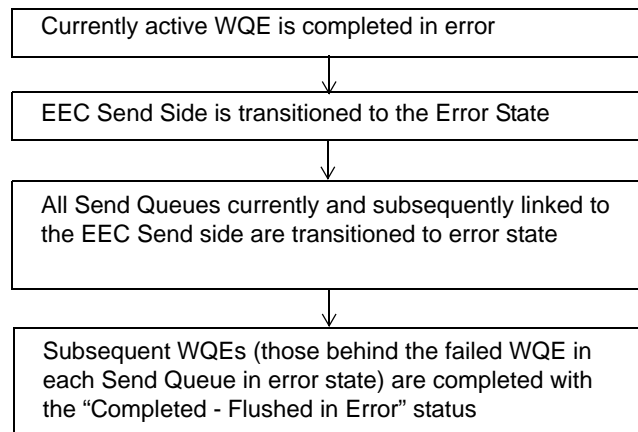 Currently active WQE is completed in error
EEC Send Side is transitioned to the Error State
All Send Queues currently and subsequently linked to
the EEC Send side are transitioned to error state
Subsequent WQEs (those behind the failed WQE in
each Send Queue in error state) are completed with
the “Completed - Flushed in Error” status